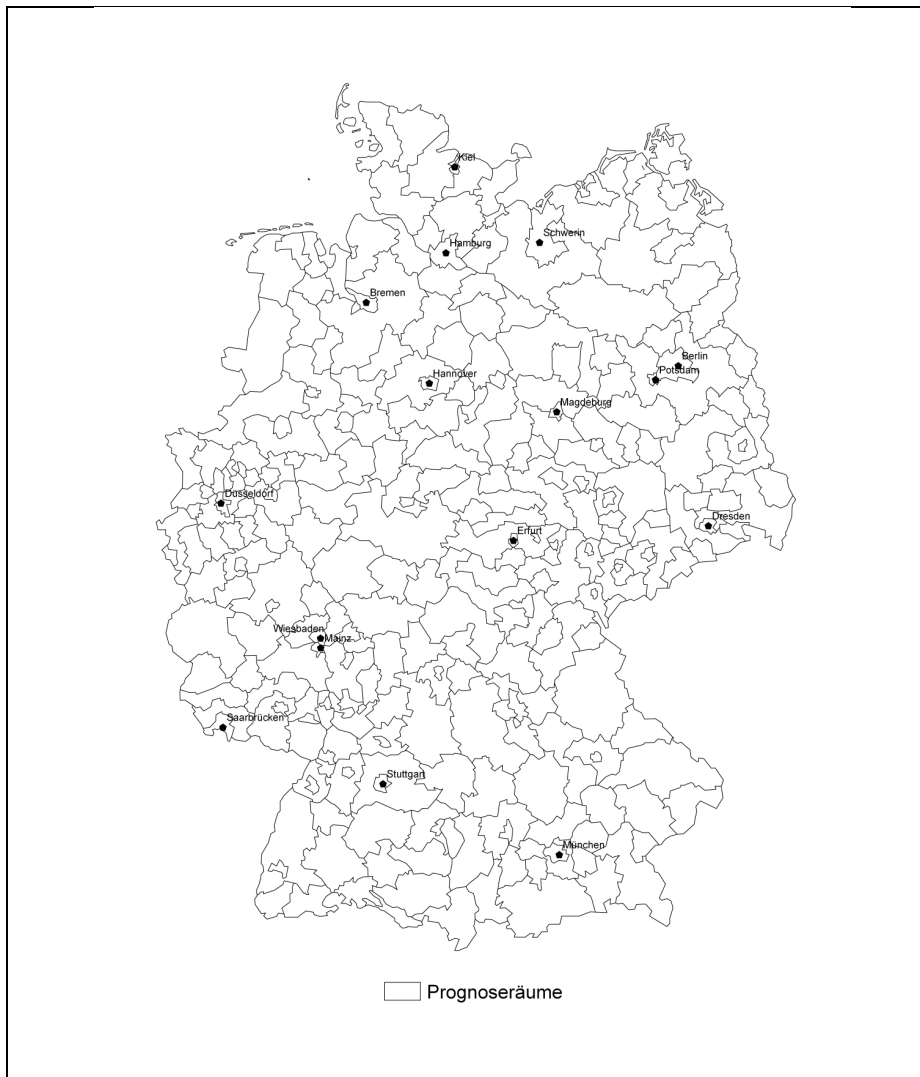 Kiel
Schwerin
Hamburg
Bremen
Berlin
Potsdam
Hannover
Magdeburg
Düsseldorf
Dresden
Erfurt
Wiesbaden
Mainz
Saarbrücken
Stuttgart
München
Prognoseräume